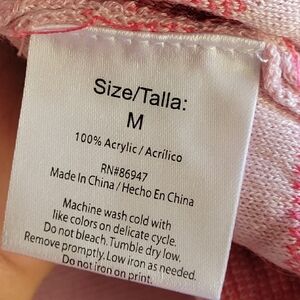 Size/Talla:
M
100% Acrylic / Acrílico
RN#86947
Made In China / Hecho En China
Machine wash cold with
like colors on delicate cycle.
Do not bleach. Tumble dry low.
Remove promptly. Low iron as needed.
Do not iron on print.